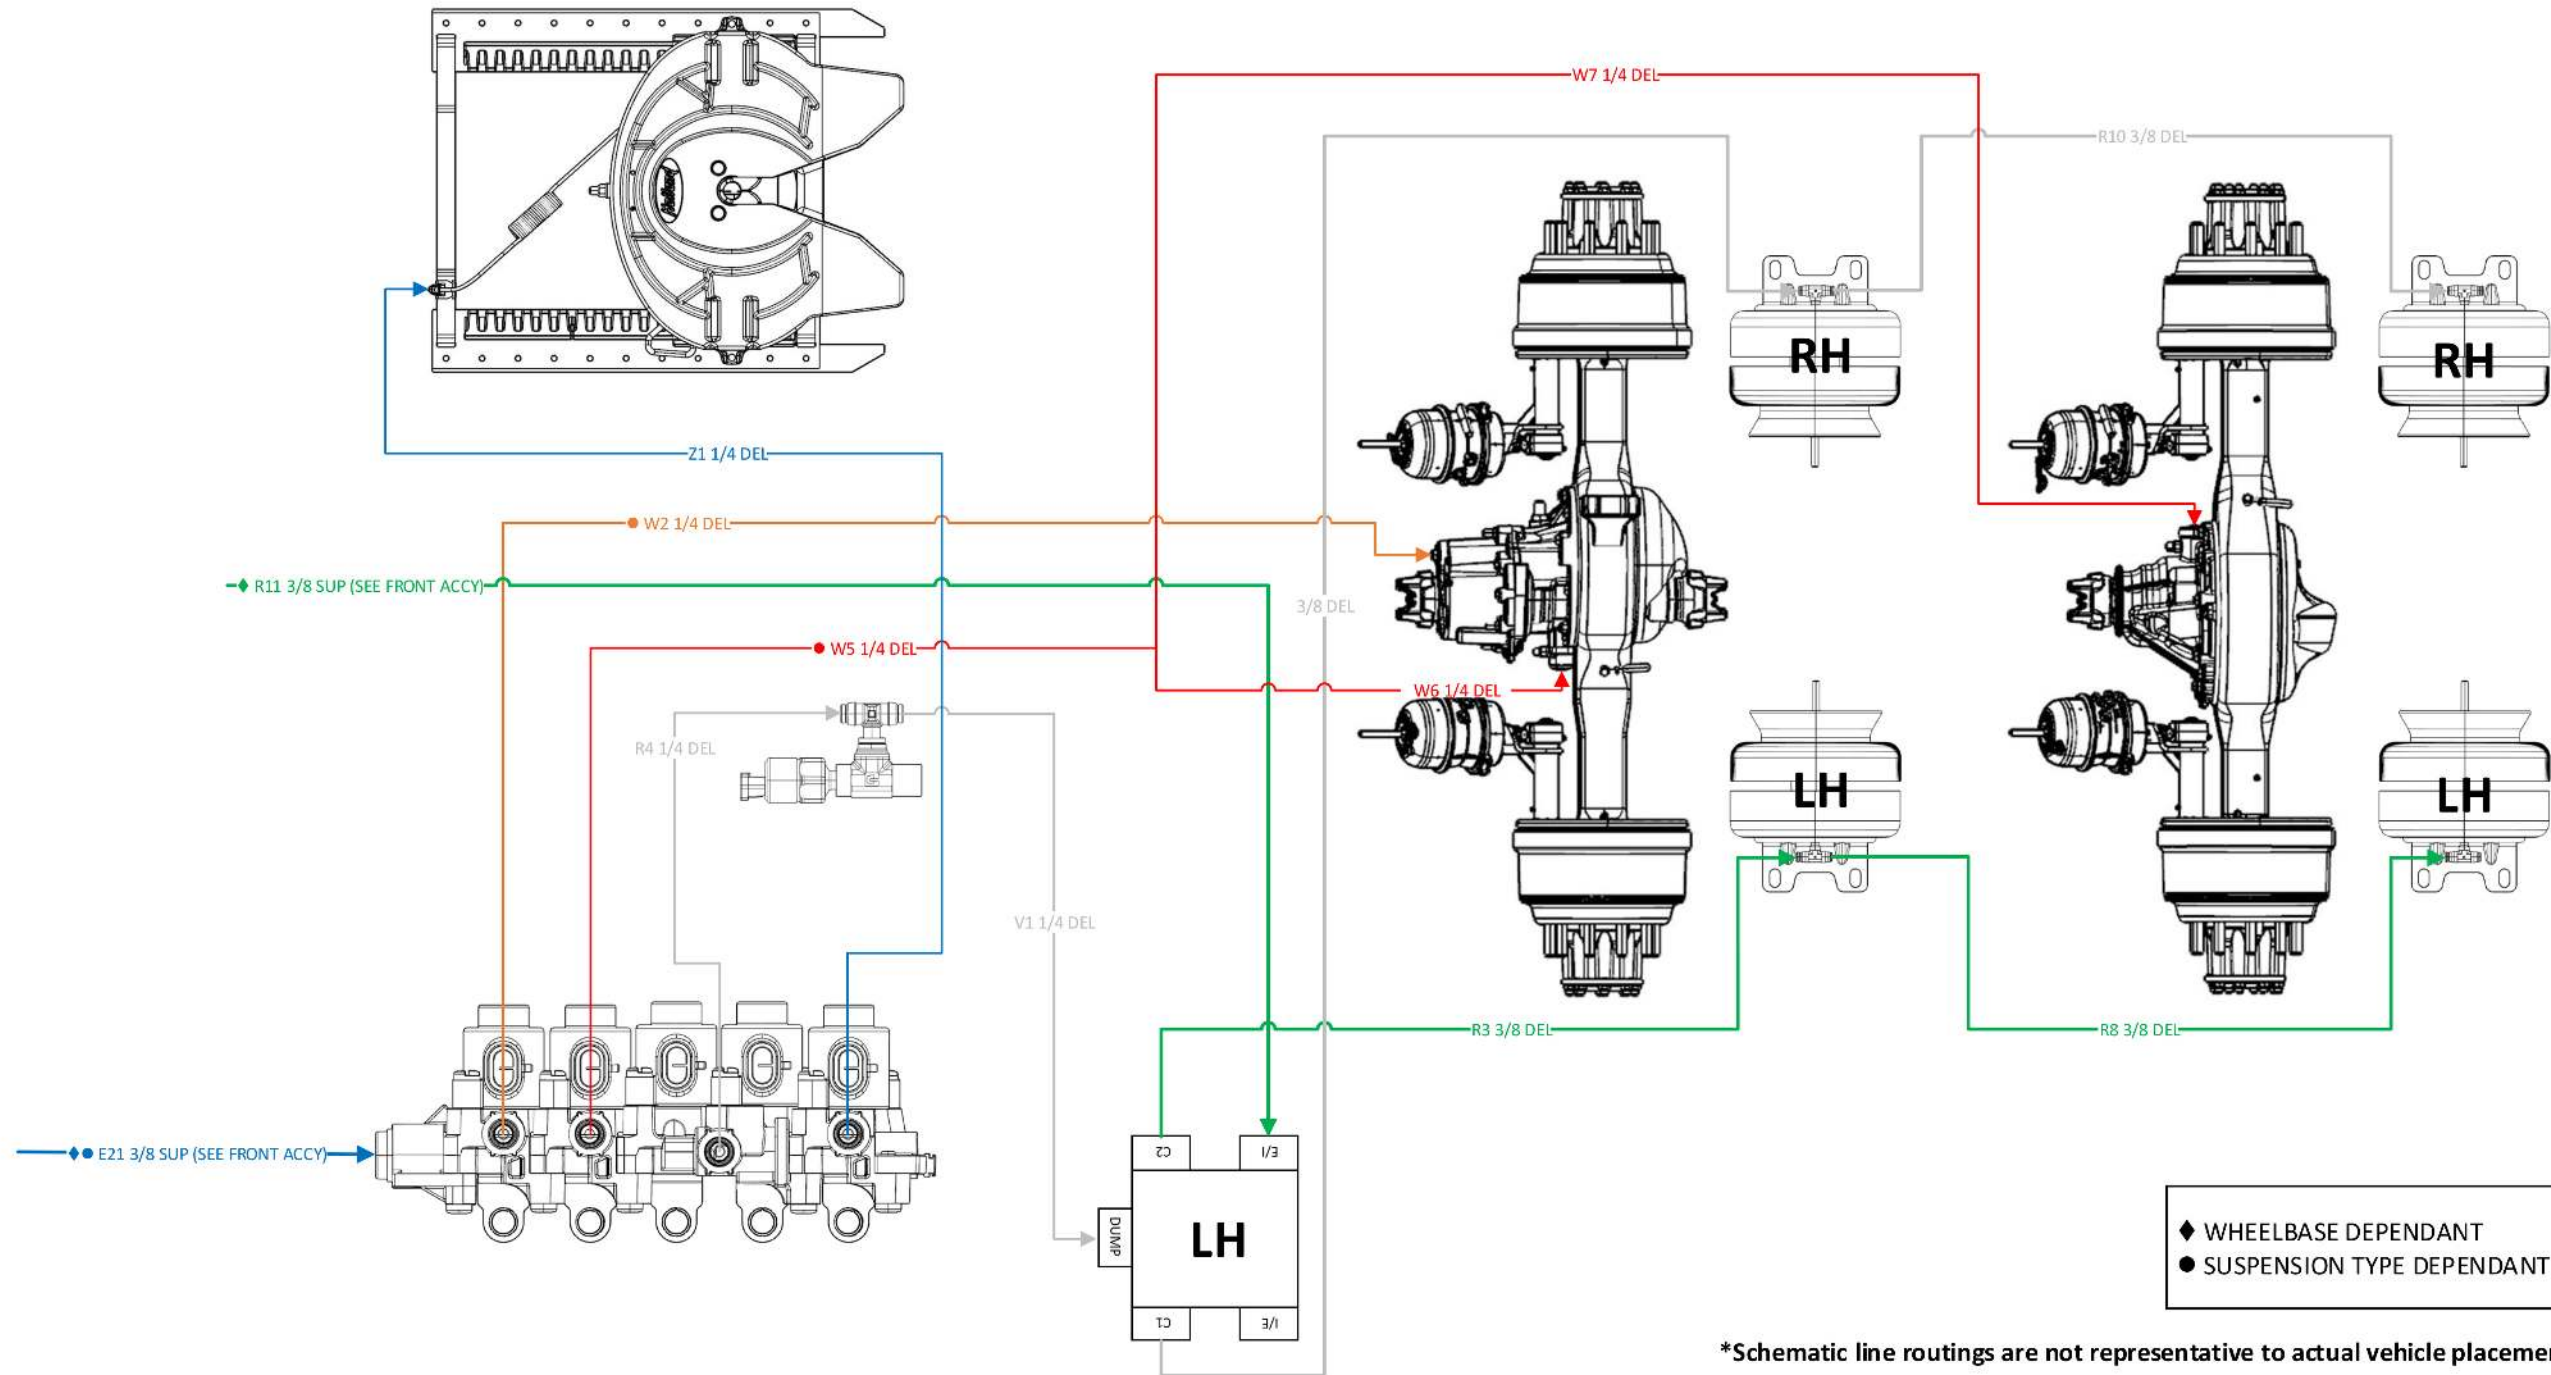 W7 1/4 DEL
R10 3/8 DEL
Holland
RH
RH
Z1 1/4 DEL
W2 1/4 DEL
R11 3/8 SUP (SEE FRONT ACCY)
3/8 DEL
W5 1/4 DEL
W6 1/4 DEL
R4 1/4 DEL
LH
LH
V1 1/4 DEL
R3 3/8 DEL
R8 3/8 DEL
E21 3/8 SUP (SEE FRONT ACCY)
C2
E/I
DUMP
LH
C1
I/E
WHEELBASE DEPENDANT
SUSPENSION TYPE DEPENDANT
*Schematic line routings are not representative to actual vehicle placeme